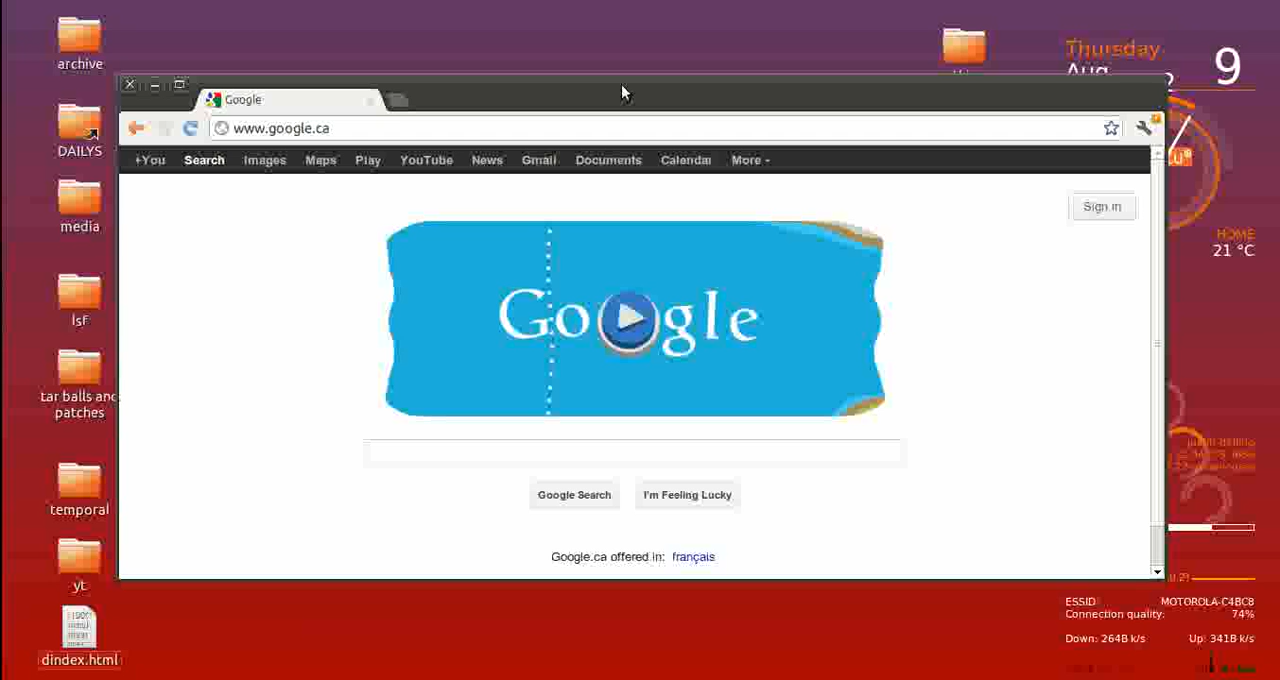 archive
DAILYS
media
lsf
tar balls and
patches
temporal
yt
dindex.html
Thursday
9
Aug
Google
www.google.ca
+You Search Images Maps Play YouTube News Gmail Documents Calendar More
Sign in
Google
Google Search I'm Feeling Lucky
Google.ca offered in: français
HOME
21 °C
ESSID MOTOROLA-C4BC8
Connection quality: 74%
Down: 264B k/s Up: 341B k/s